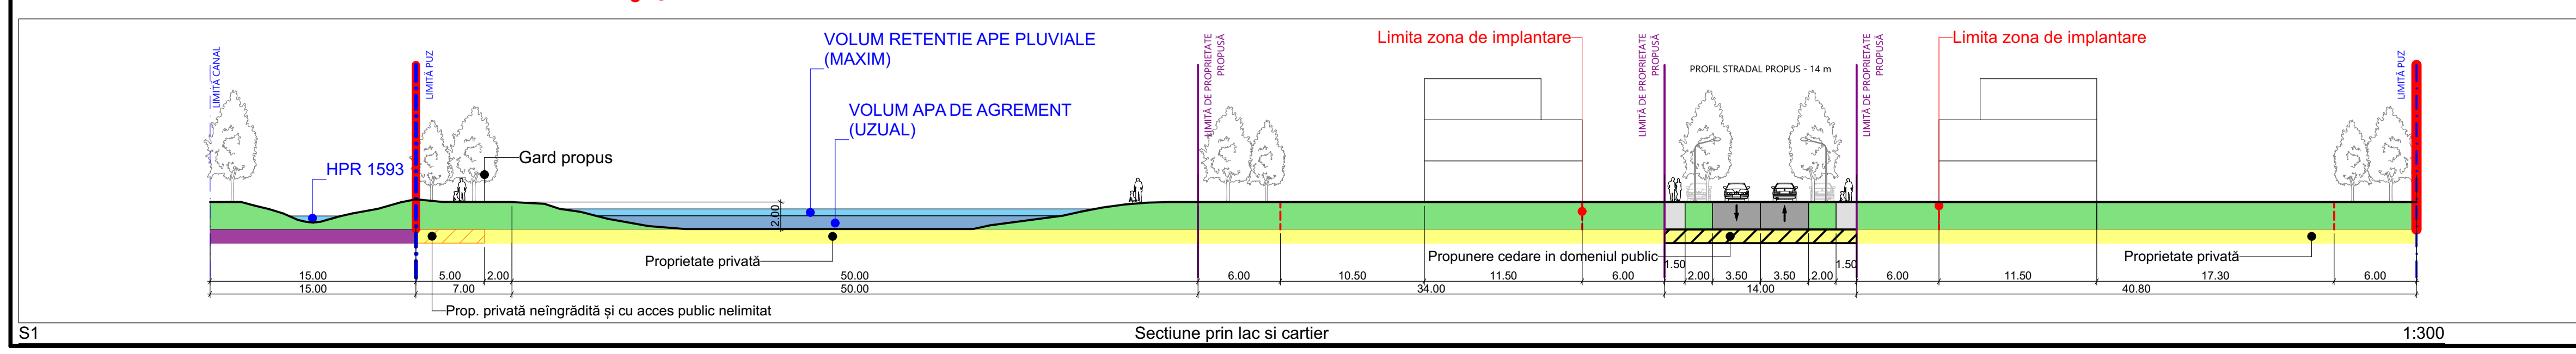 LIMITĂ CANAL
LIMITĂ PUZ
VOLUM RETENTIE APE PLUVIALE
(MAXIM)
VOLUM APA DE AGREMENT
(UZUAL)
LIMITĂ DE PROPRIETATE
PROPUSĂ
Limita zona de implantare
LIMITĂ DE PROPRIETATE
PROPUSĂ
PROFIL STRADAL PROPUS - 14 m
LIMITĂ DE PROPRIETATE
PROPUSĂ
Limita zona de implantare
LIMITĂ PUZ
HPR 1593
Gard propus
2.00
Proprietate privată
Propunere cedare in domeniul public
Proprietate privată
15.00 5.00 2.00 50.00 6.00 10.50 11.50 6.00 1.50 2.00 3.50 3.50 2.00 1.50 6.00 11.50 17.30 6.00
15.00 7.00 50.00 34.00 14.00 40.80
Prop. privată neîngrădită și cu acces public nelimitat
S1 Sectiune prin lac si cartier 1:300